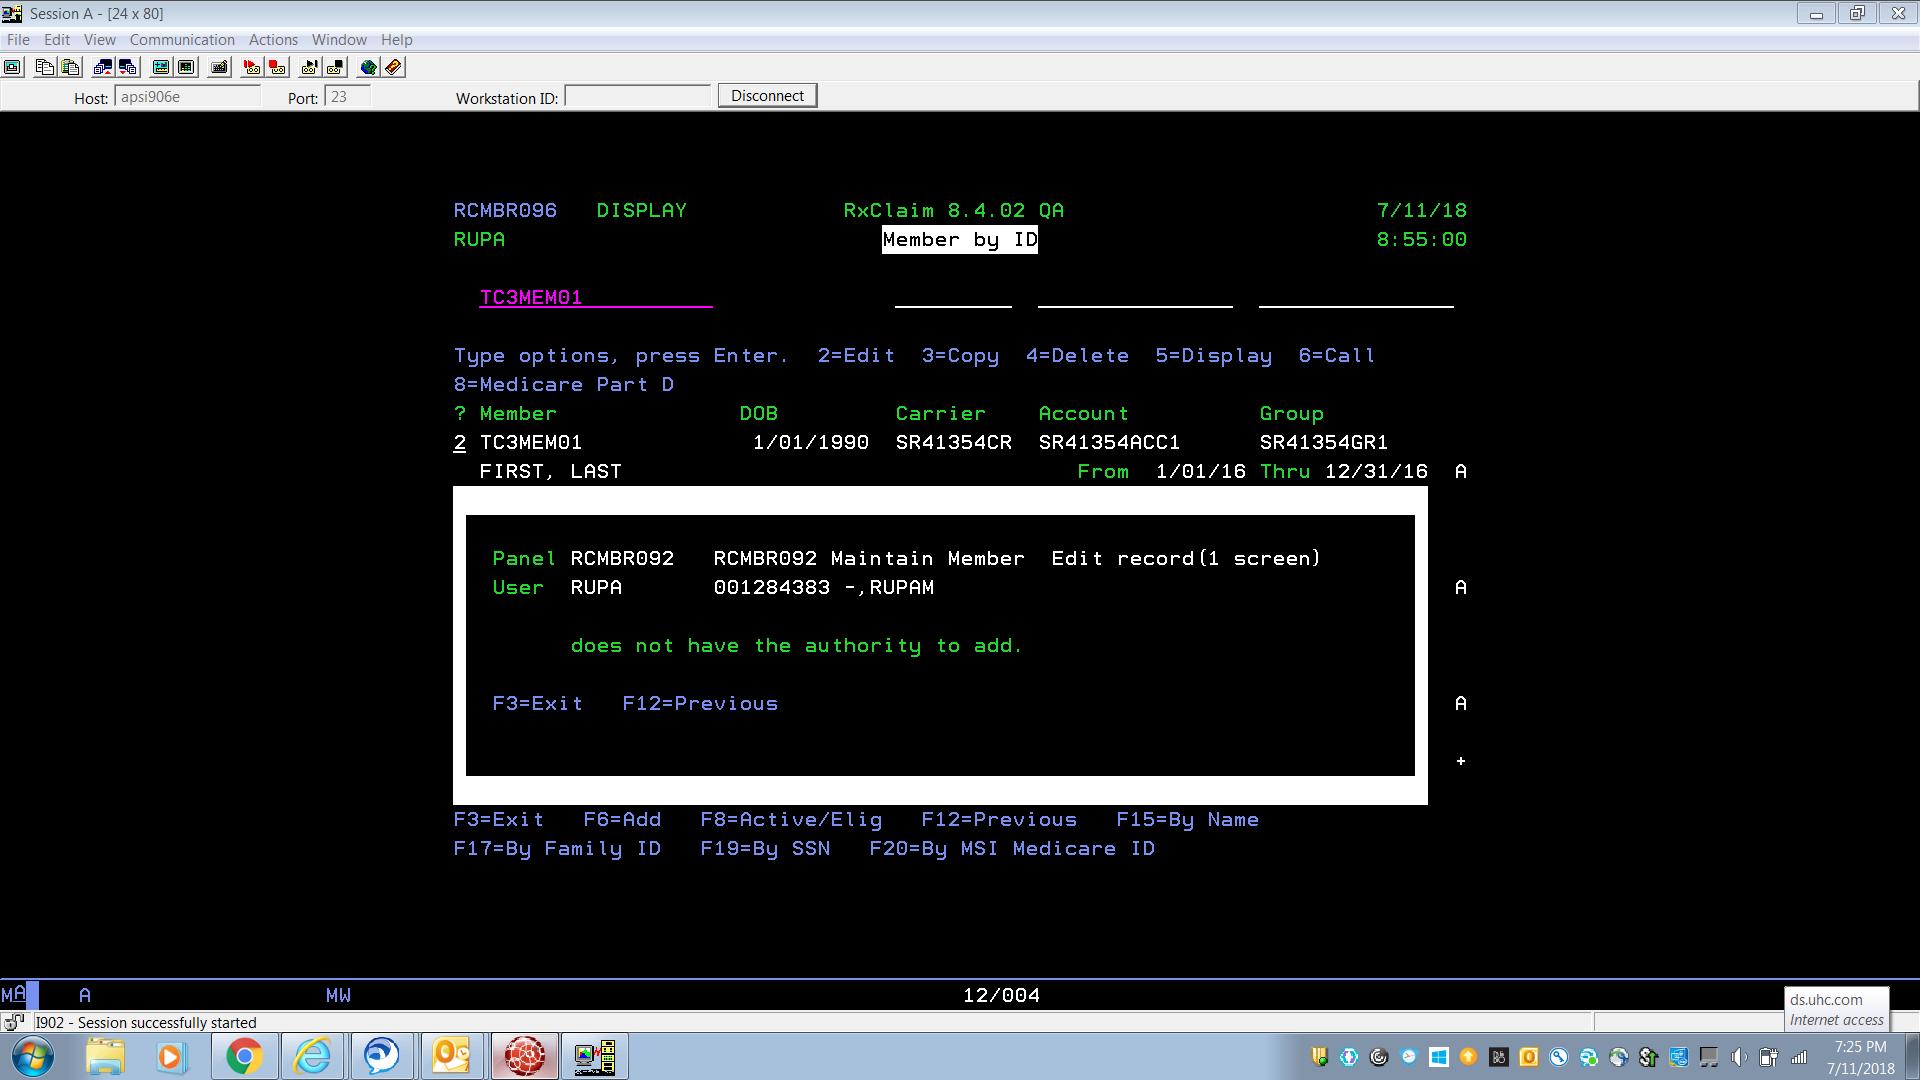 Session A - [24 x 80]
File Edit View Communication Actions Window Help
Host: apsi906e Port: 23 Workstation ID: Disconnect
RCMBR096 DISPLAY RxClaim 8.4.02 QA 7/11/18
RUPA Member by ID 8:55:00
TC3MEM01
Type options, press Enter. 2=Edit 3=Copy 4=Delete 5=Display 6=Call
8=Medicare Part D
? Member DOB Carrier Account Group
2 TC3MEM01 1/01/1990 SR41354CR SR41354ACC1 SR41354GR1
FIRST, LAST From 1/01/16 Thru 12/31/16 A
Panel RCMBR092 RCMBR092 Maintain Member Edit record(1 screen)
User RUPA 001284383 -,RUPAM A
does not have the authority to add.
F3=Exit F12=Previous A
+
F3=Exit F6=Add F8=Active/Elig F12=Previous F15=By Name
F17=By Family ID F19=By SSN F20=By MSI Medicare ID
MA A MW 12/004
ds.uhc.com
Internet access
I902 - Session successfully started
7:25 PM
7/11/2018